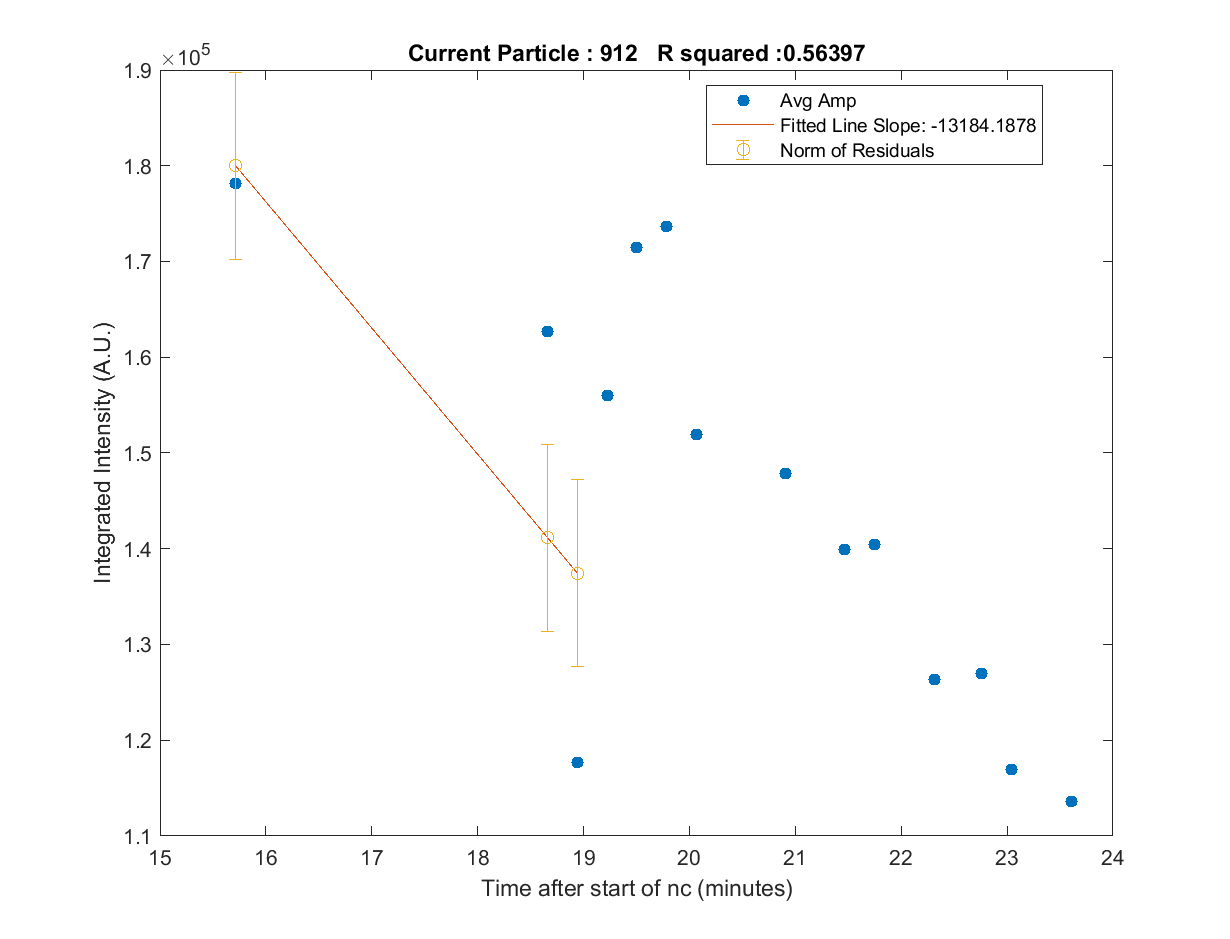 Current Particle : 912   R squared :0.56397
×10^5
1.9
1.8
1.7
1.6
1.5
1.4
1.3
1.2
1.1
Integrated Intensity (A.U.)
Avg Amp
Fitted Line Slope: -13184.1878
Norm of Residuals
15 16 17 18 19 20 21 22 23 24
Time after start of nc (minutes)